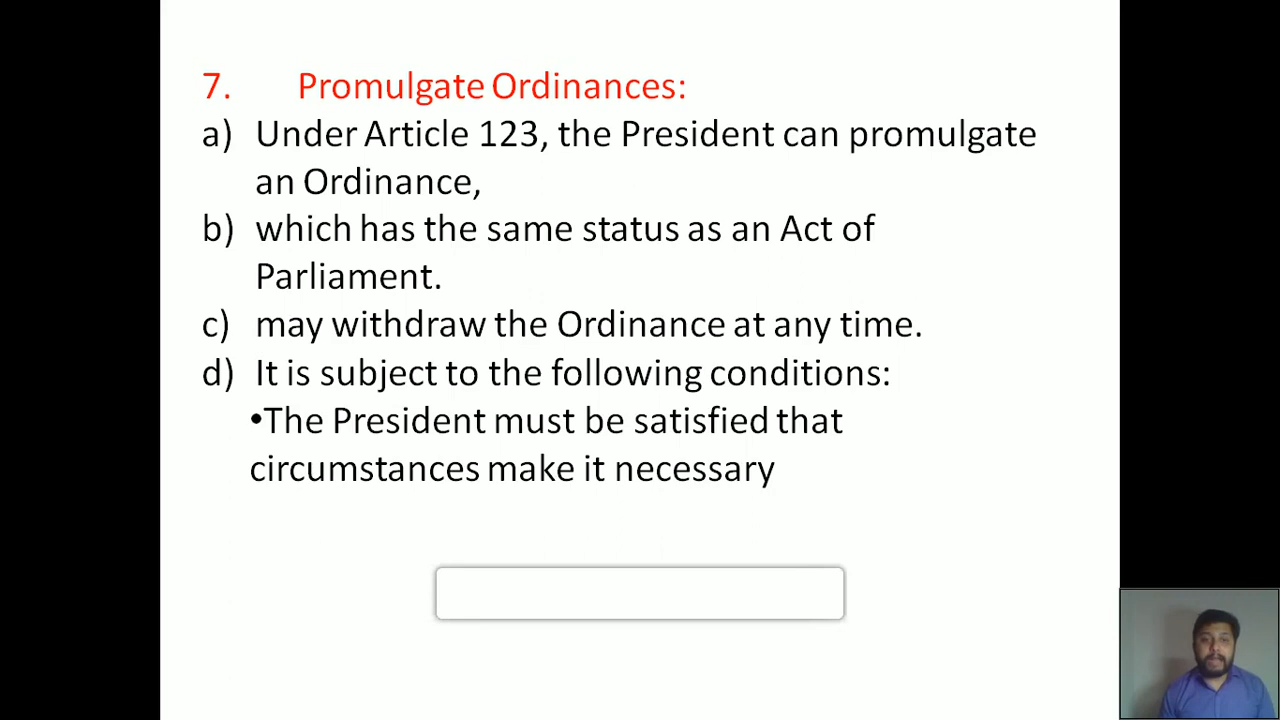 7. Promulgate Ordinances:
a) Under Article 123, the President can promulgate
an Ordinance,
b) which has the same status as an Act of
Parliament.
c) may withdraw the Ordinance at any time.
d) It is subject to the following conditions:
•The President must be satisfied that
circumstances make it necessary